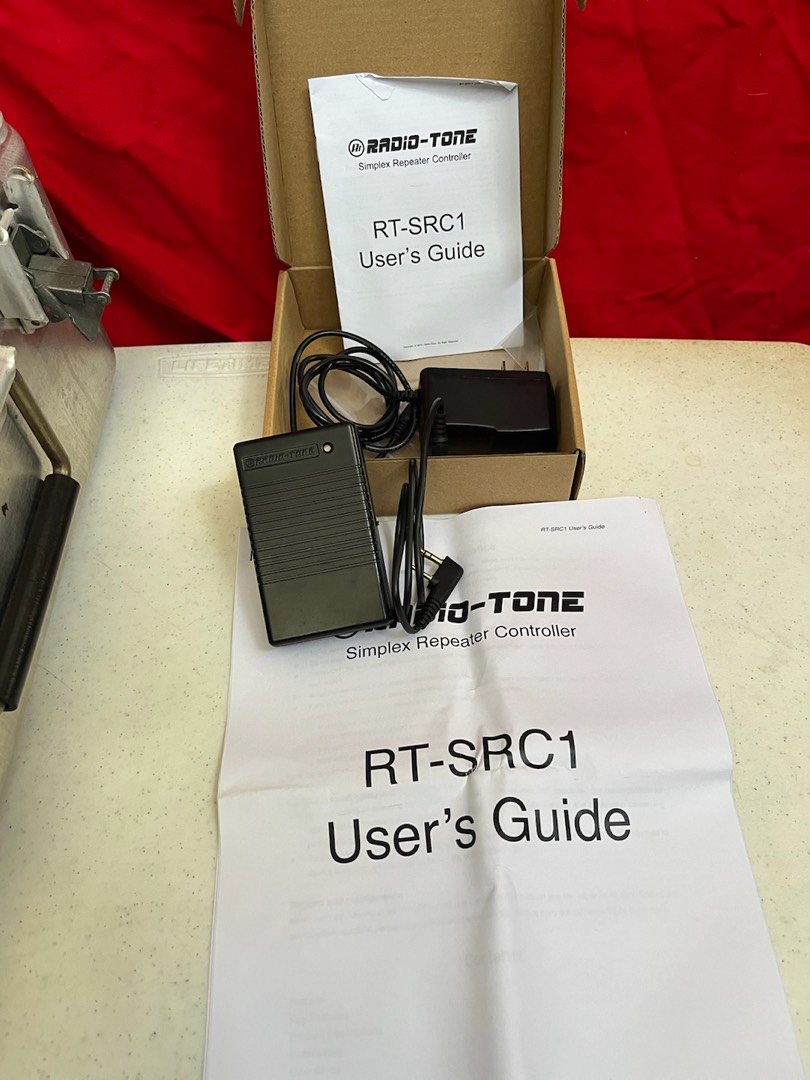 RADIO-TONE
Simplex Repeater Controller
RT-SRC1
User's Guide
LIFETIME
RADIO-TONE
RT-SRC1 User's Guide
RADIO-TONE
Simplex Repeater Controller
RT-SRC1
User's Guide